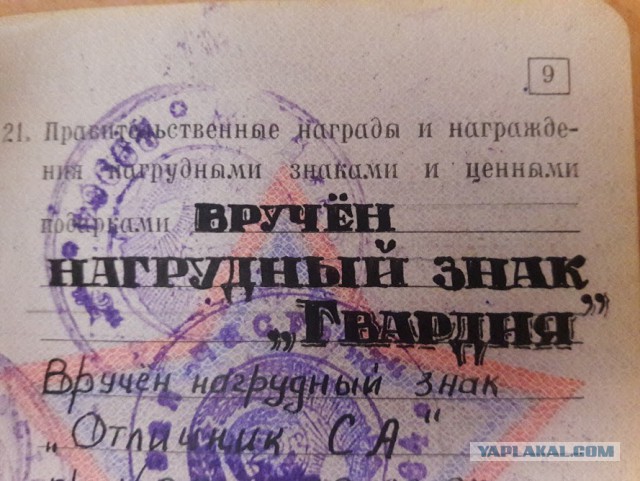 9
21. Правительственные награды и награжде-
ния нагрудными знаками и ценными
подарками ВРУЧЁН
НАГРУДНЫЙ ЗНАК
„ГВАРДИЯ”
Вручён нагрудный знак
„Отличник СА"
YAPLAKAL.COM